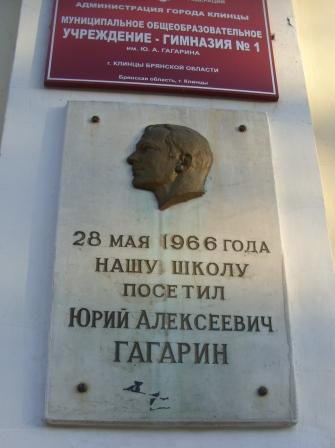 АДМИНИСТРАЦИЯ ГОРОДА КЛИНЦЫ
МУНИЦИПАЛЬНОЕ ОБЩЕОБРАЗОВАТЕЛЬНОЕ
УЧРЕЖДЕНИЕ - ГИМНАЗИЯ № 1
ИМ. Ю. А. ГАГАРИНА
г. КЛИНЦЫ БРЯНСКОЙ ОБЛАСТИ
Брянская область, г. Клинцы
28 МАЯ 1966 ГОДА
НАШУ ШКОЛУ
ПОСЕТИЛ
ЮРИЙ АЛЕКСЕЕВИЧ
ГАГАРИН